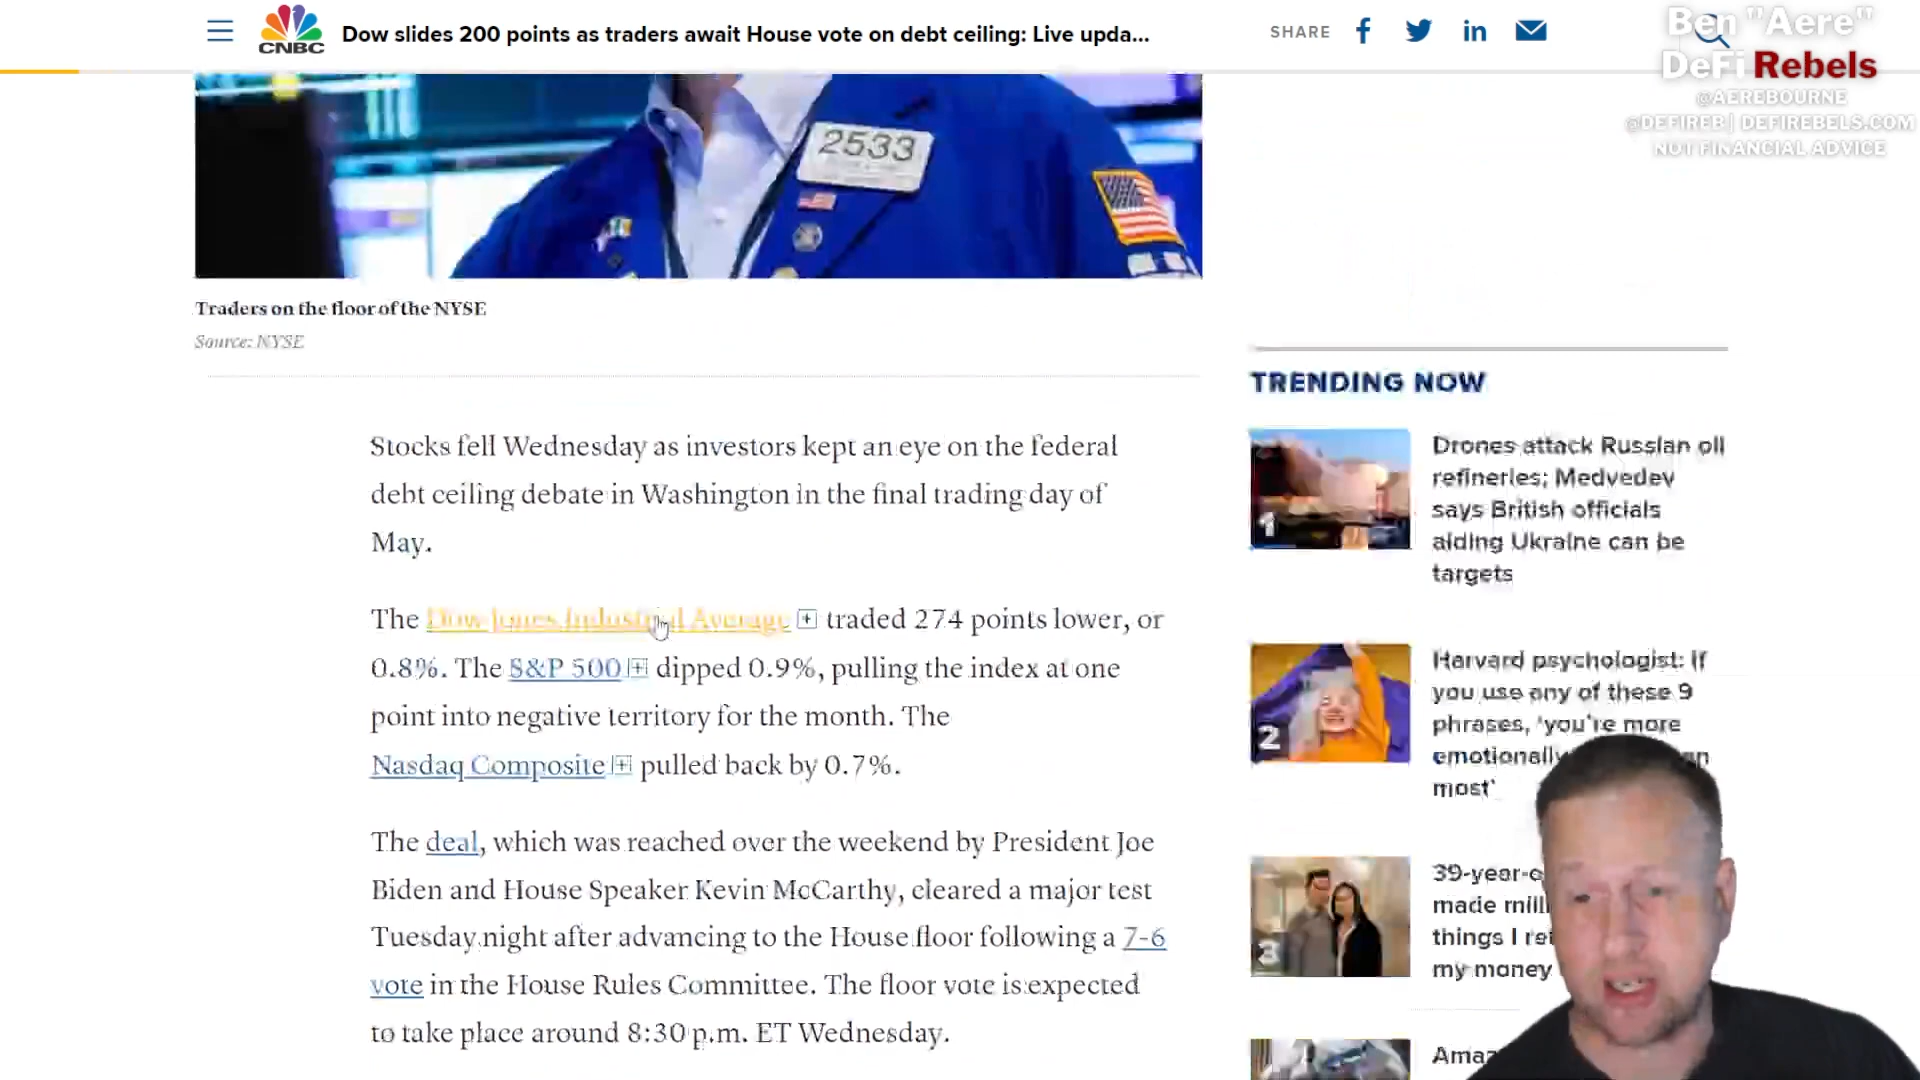 CNBC
Dow slides 200 points as traders await House vote on debt ceiling: Live upda...
SHARE
Ben "Aere"
DeFi Rebels
@AEREBOURNE
@DEFIREB | DEFIREBELS.COM
NOT FINANCIAL ADVICE
2533
Traders on the floor of the NYSE
Source: NYSE
Stocks fell Wednesday as investors kept an eye on the federal
debt ceiling debate in Washington in the final trading day of
May.
The Dow Jones Industrial Average traded 274 points lower, or
0.8%. The S&P 500 dipped 0.9%, pulling the index at one
point into negative territory for the month. The
Nasdaq Composite pulled back by 0.7%.
The deal, which was reached over the weekend by President Joe
Biden and House Speaker Kevin McCarthy, cleared a major test
Tuesday night after advancing to the House floor following a 7-6
vote in the House Rules Committee. The floor vote is expected
to take place around 8:30 p.m. ET Wednesday.
TRENDING NOW
1
Drones attack Russian oil
refineries; Medvedev
says British officials
aiding Ukraine can be
targets
2
Harvard psychologist: If
you use any of these 9
phrases, 'you're more
emotionally
most'
3
39-year-o
made mill
things I re
my money
Amaz